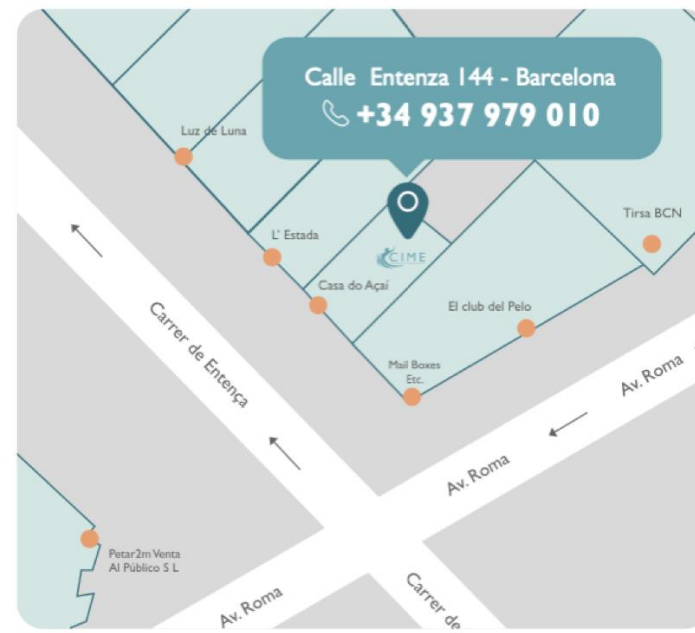 Calle Entenza 144 - Barcelona
+34 937 979 010
Luz de Luna
L' Estada
CIME
Tirsa BCN
Casa do Açaí
El club del Pelo
Carrer de Entença
Mail Boxes
Etc.
Av. Roma
Av. Roma
Petar2m Venta
Al Público S L
Av. Roma
Carrer de